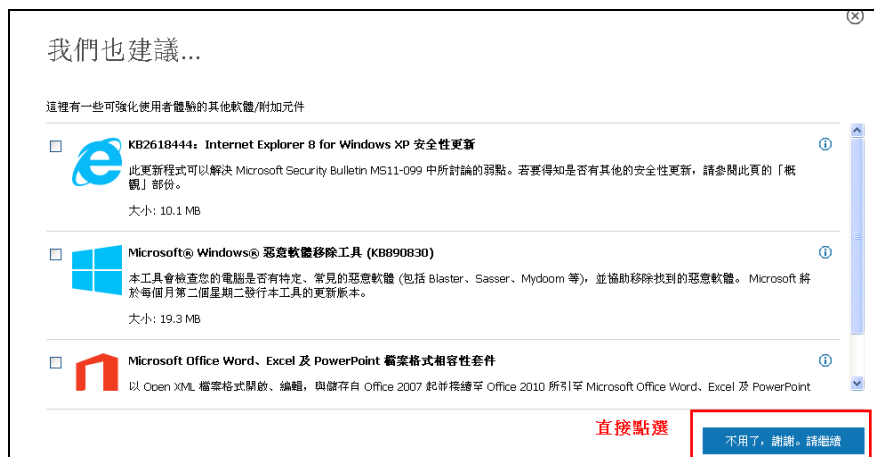 我們也建議...
這裡有一些可強化使用者體驗的其他軟體/附加元件
KB2618444：Internet Explorer 8 for Windows XP 安全性更新
此更新程式可以解決 Microsoft Security Bulletin MS11-099 中所討論的弱點。若要得知是否有其他的安全性更新，請參閱此頁的「概
觀」部份。
大小: 10.1 MB
Microsoft® Windows® 惡意軟體移除工具 (KB890830)
本工具會檢查您的電腦是否有特定、常見的惡意軟體 (包括 Blaster、Sasser、Mydoom 等)，並協助移除找到的惡意軟體。 Microsoft 將
於每個月第二個星期二發行本工具的更新版本。
大小: 19.3 MB
Microsoft Office Word、Excel 及 PowerPoint 檔案格式相容性套件
以 Open XML 檔案格式開啟、編輯，與儲存自 Office 2007 起並接續至 Office 2010 所引至 Microsoft Office Word、Excel 及 PowerPoint
直接點選
不用了，謝謝。請繼續